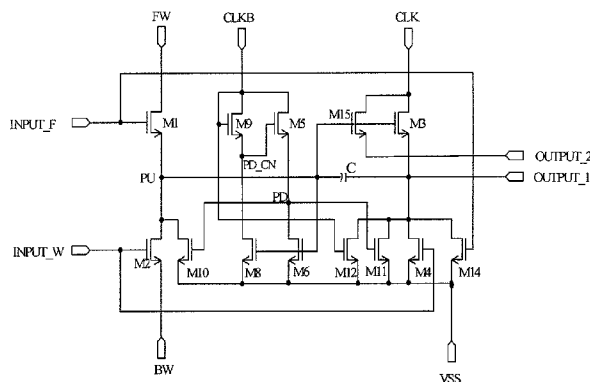 FW
CLKB
CLK
INPUT_F
M1
M9
M5
M15
M3
PD_CN
OUTPUT_2
PU
C
OUTPUT_1
PD
INPUT_W
M2
M10
M8
M6
M12
M11
M4
M14
BW
VSS